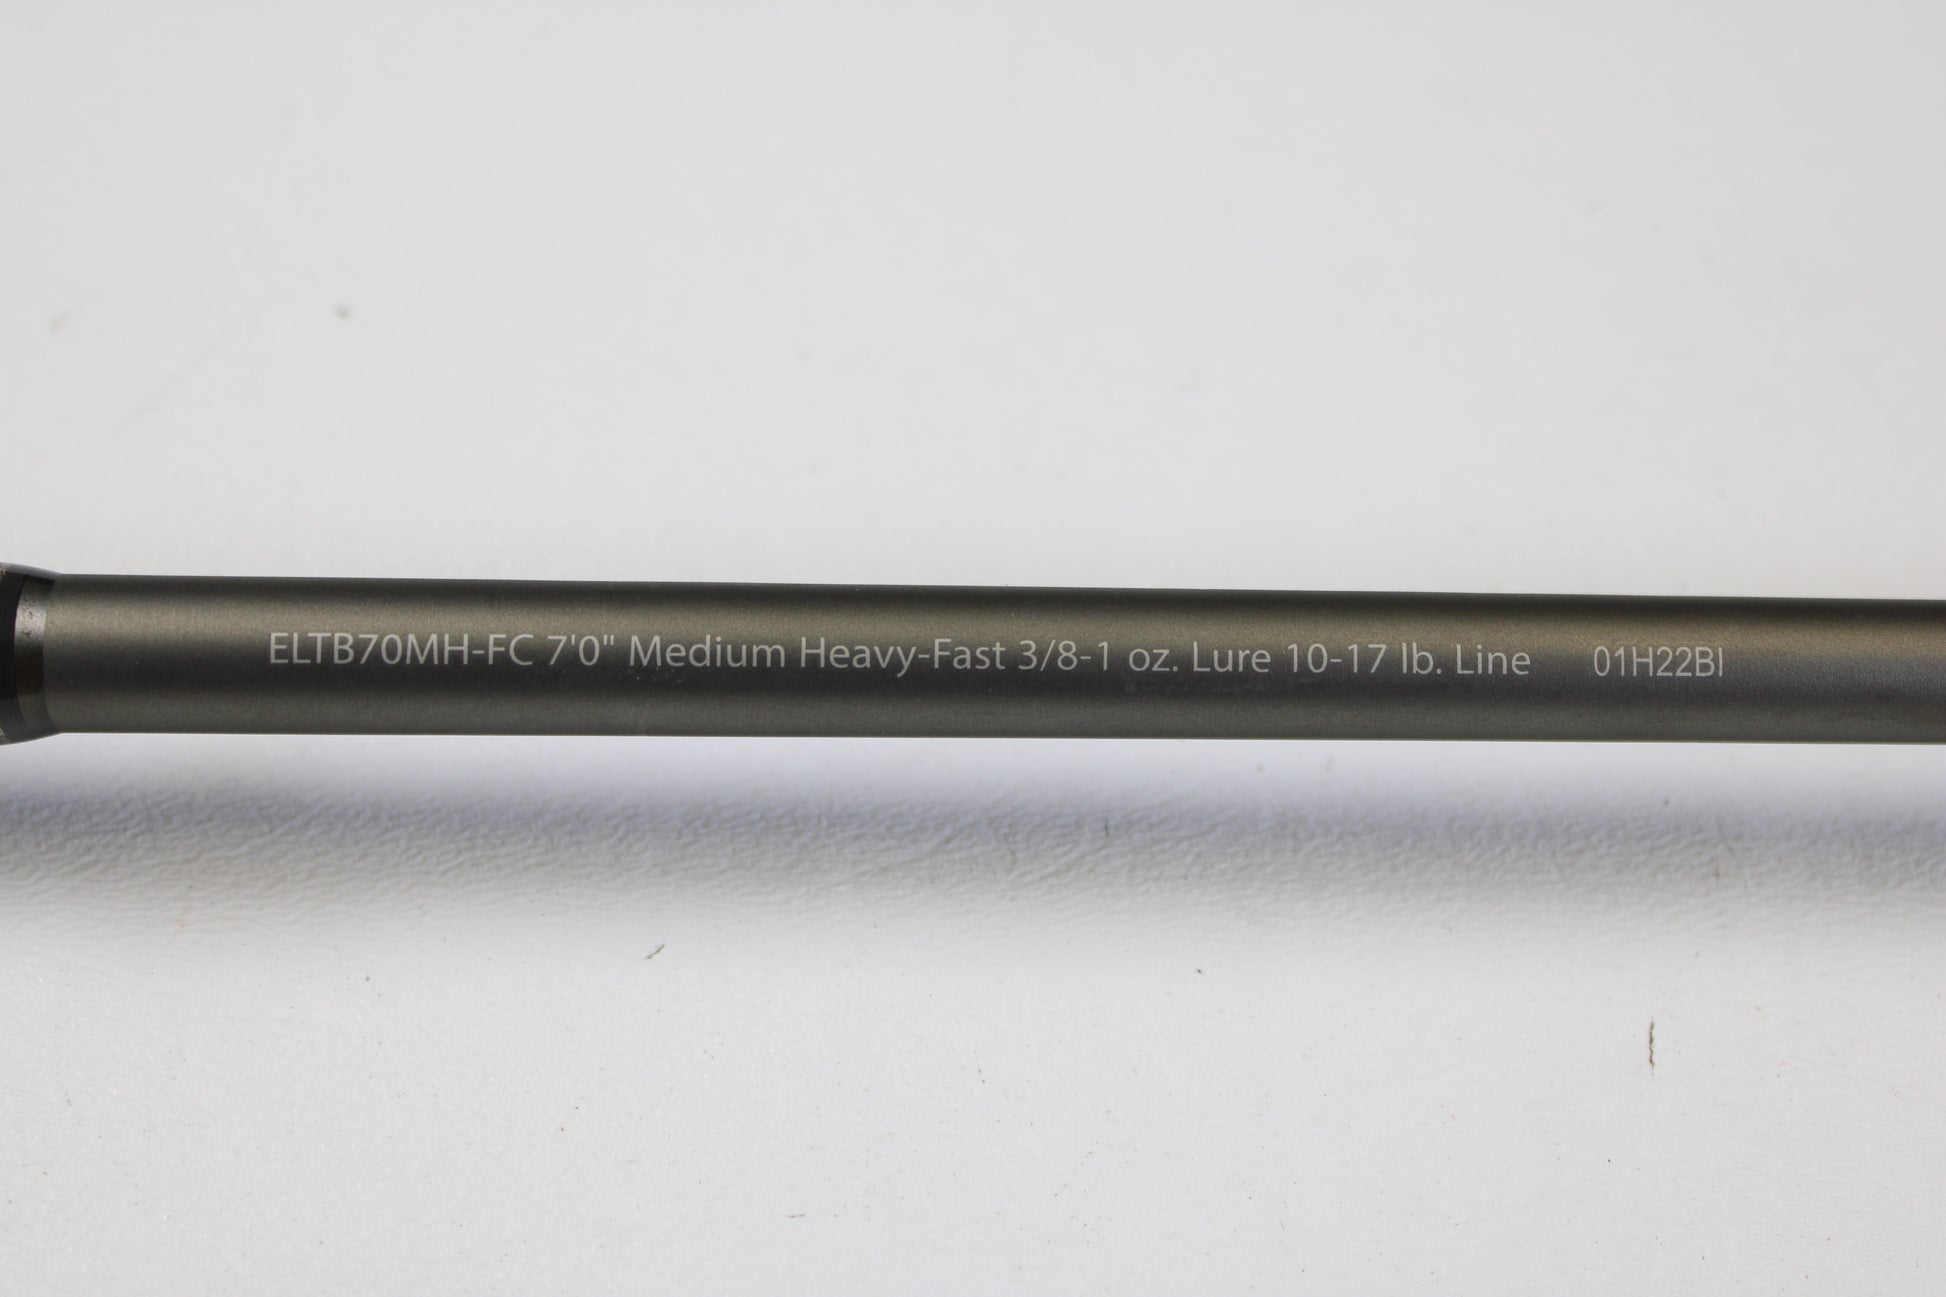 ELTB70MH-FC 7'0" Medium Heavy-Fast 3/8-1 oz. Lure 10-17 lb. Line 01H22BI